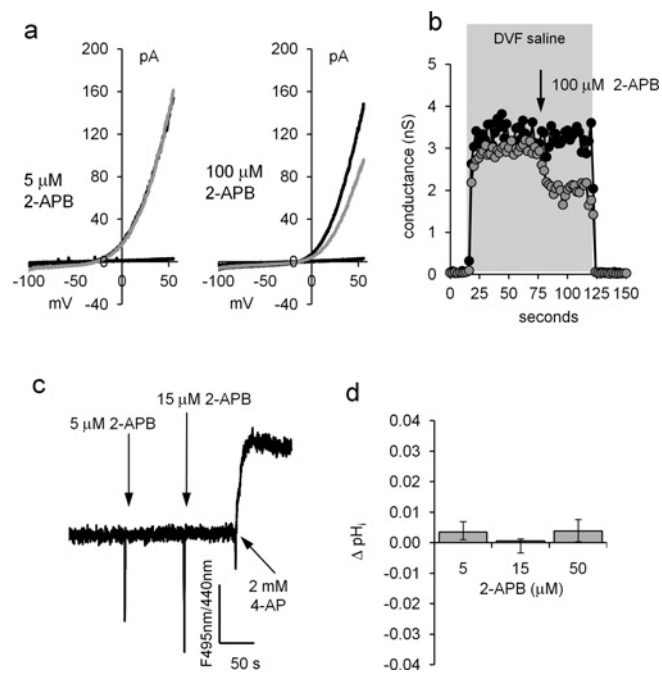 a
200
160
120
80
40
0
-40
pA
-100
-50
0
50
mV
5 µM
2-APB
200
160
120
80
40
0
-40
pA
-100
-50
0
50
mV
100 µM
2-APB
b
DVF saline
100 µM 2-APB
conductance (nS)
5
4
3
2
1
0
0 25 50 75 100 125 150
seconds
c
5 µM 2-APB
15 µM 2-APB
2 mM
4-AP
F495nm/440nm
50 s
d
Δ pHi
0.04
0.03
0.02
0.01
0.00
-0.01
-0.02
-0.03
-0.04
5 15 50
2-APB (µM)